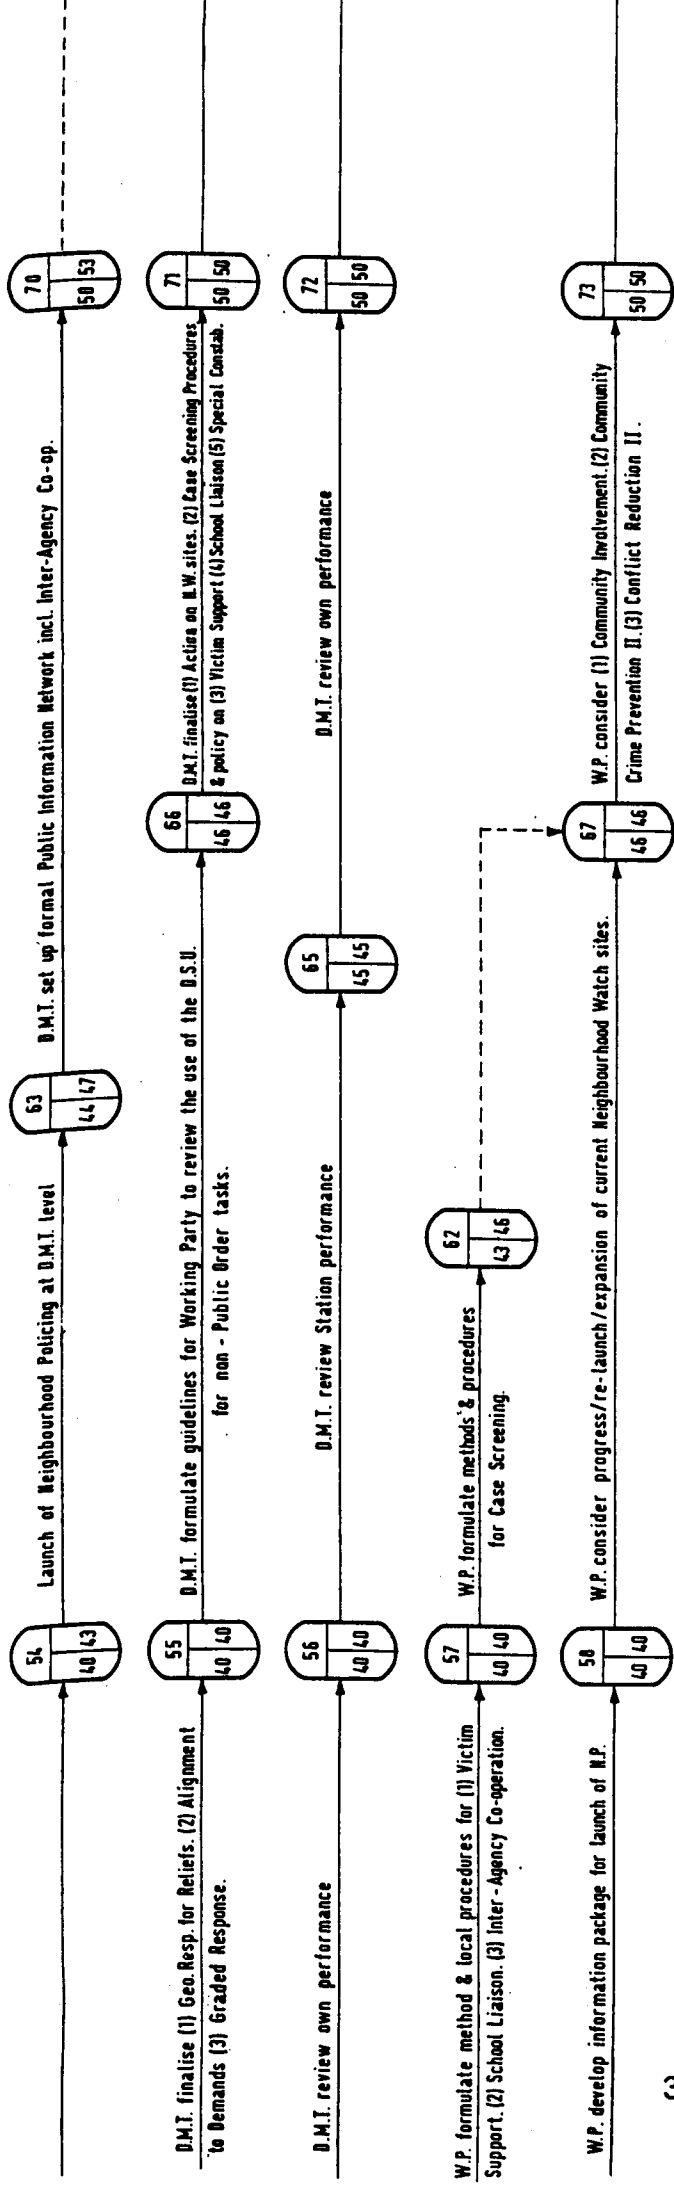 54
40 43
Launch of Neighbourhood Policing at D.M.T. level
63
44 47
D.M.T. set up formal Public Information Network incl. Inter-Agency Co-op.
70
50 53
D.M.T. finalise (1) Geo. Resp. for Reliefs. (2) Alignment
to Demands (3) Graded Response.
55
40 40
D.M.T. formulate guidelines for Working Party to review the use of the D.S.U.
for non - Public Order tasks.
66
46 46
D.M.T. finalise (1) Action on N.W. sites. (2) Case Screening Procedures
& policy on (3) Victim Support (4) School Liaison (5) Special Constab.
71
50 50
D.M.T. review own performance
56
40 40
D.M.T. review Station performance
65
45 45
D.M.T. review own performance
72
50 50
W.P. formulate method & local procedures for (1) Victim
Support. (2) School Liaison. (3) Inter - Agency Co-operation.
57
40 40
W.P. formulate methods & procedures
for Case Screening.
62
43 46
W.P. develop information package for launch of N.P.
58
40 40
W.P. consider progress/re-launch/expansion of current Neighbourhood Watch sites.
67
46 46
W.P. consider (1) Community Involvement. (2) Community
Crime Prevention II. (3) Conflict Reduction II.
73
50 50